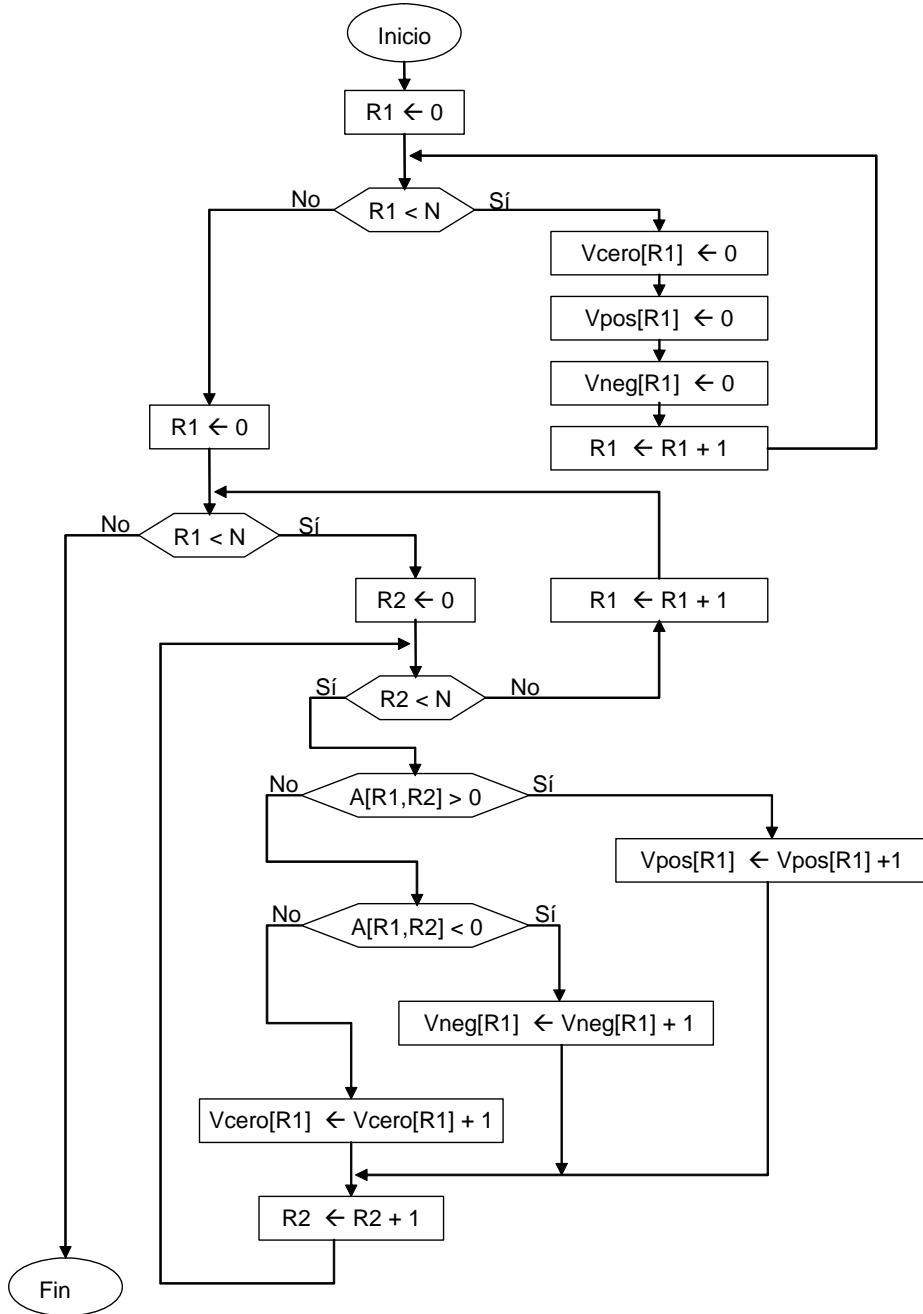 Inicio
R1 ← 0
No
R1 < N
Sí
Vcero[R1] ← 0
Vpos[R1] ← 0
Vneg[R1] ← 0
R1 ← R1 + 1
R1 ← 0
No
R1 < N
Sí
R2 ← 0
R1 ← R1 + 1
Sí
R2 < N
No
No
A[R1,R2] > 0
Sí
Vpos[R1] ← Vpos[R1] +1
No
A[R1,R2] < 0
Sí
Vneg[R1] ← Vneg[R1] + 1
Vcero[R1] ← Vcero[R1] + 1
R2 ← R2 + 1
Fin